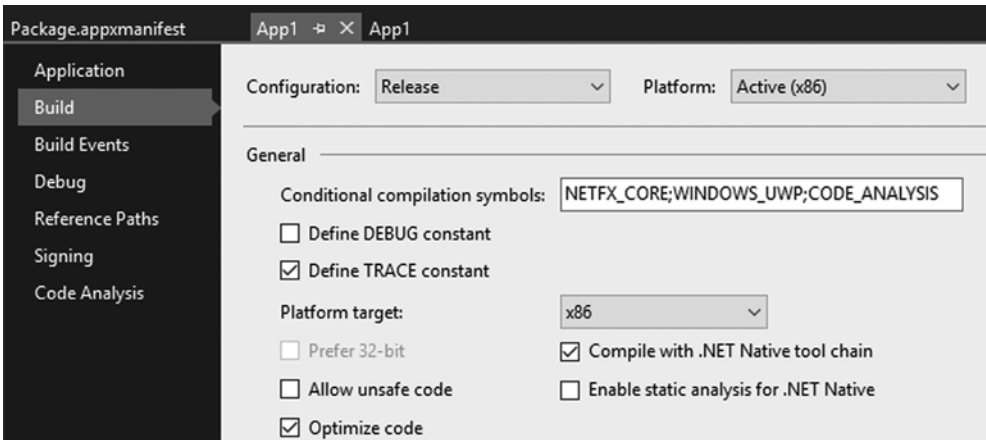 Package.appxmanifest App1 App1
Application
Build
Build Events
Debug
Reference Paths
Signing
Code Analysis
Configuration: Release Platform: Active (x86)
General
Conditional compilation symbols: NETFX_CORE;WINDOWS_UWP;CODE_ANALYSIS
Define DEBUG constant
Define TRACE constant
Platform target: x86
Prefer 32-bit Compile with .NET Native tool chain
Allow unsafe code Enable static analysis for .NET Native
Optimize code